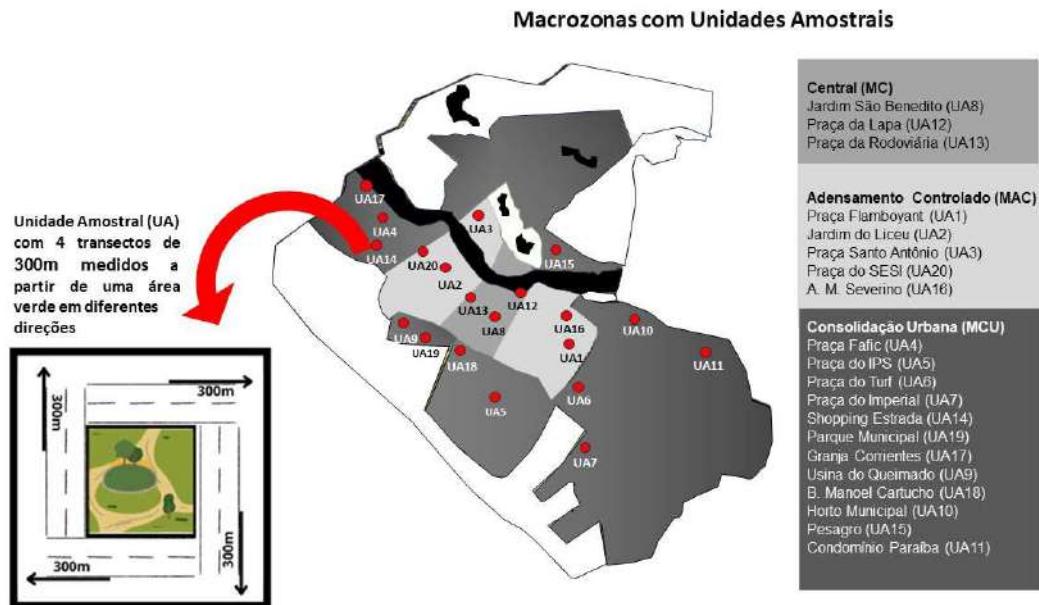 Macrozonas com Unidades Amostrais
Unidade Amostral (UA)
com 4 transectos de
300m medidos a
partir de uma área
verde em diferentes
direções
300m
300m
300m
300m
UA17
UA4
UA14
UA3
UA20
UA2
UA15
UA13
UA12
UA8
UA16
UA10
UA9
UA19
UA18
UA1
UA11
UA5
UA6
UA7
Central (MC)
Jardim São Benedito (UA8)
Praça da Lapa (UA12)
Praça da Rodoviária (UA13)
Adensamento Controlado (MAC)
Praça Flamboyant (UA1)
Jardim do Liceu (UA2)
Praça Santo Antônio (UA3)
Praça do SESI (UA20)
A. M. Severino (UA16)
Consolidação Urbana (MCU)
Praça Fafic (UA4)
Praça do IPS (UA5)
Praça do Turf (UA6)
Praça do Imperial (UA7)
Shopping Estrada (UA14)
Parque Municipal (UA19)
Granja Corrientes (UA17)
Usina do Queimado (UA9)
B. Manoel Cartucho (UA18)
Horto Municipal (UA10)
Pesagro (UA15)
Condomínio Paraíba (UA11)